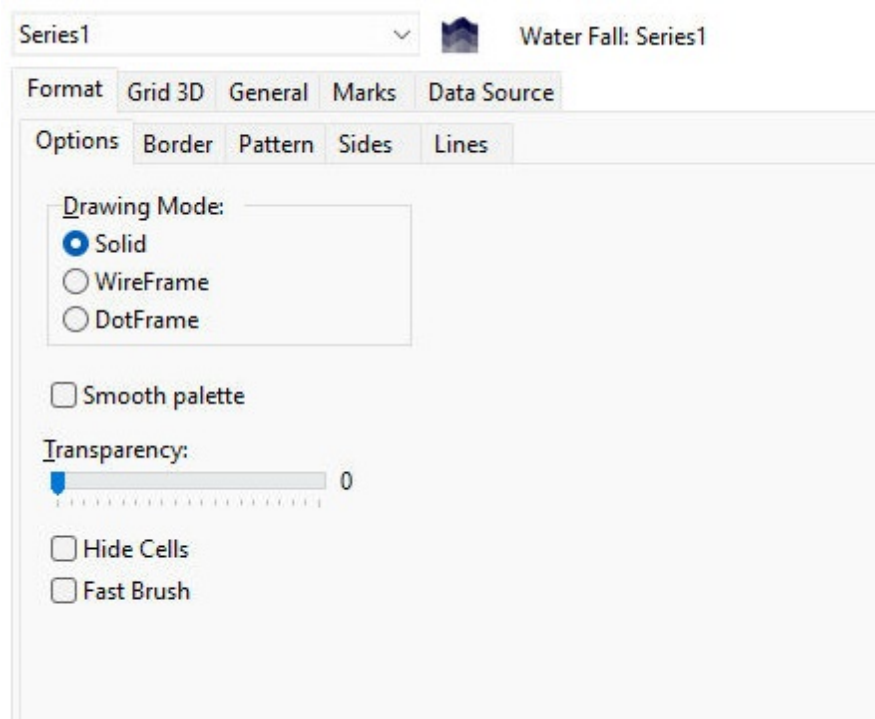 Series1 Water Fall: Series1
Format Grid 3D General Marks Data Source
Options Border Pattern Sides Lines
Drawing Mode:
Solid
WireFrame
DotFrame
Smooth palette
Transparency:
0
Hide Cells
Fast Brush